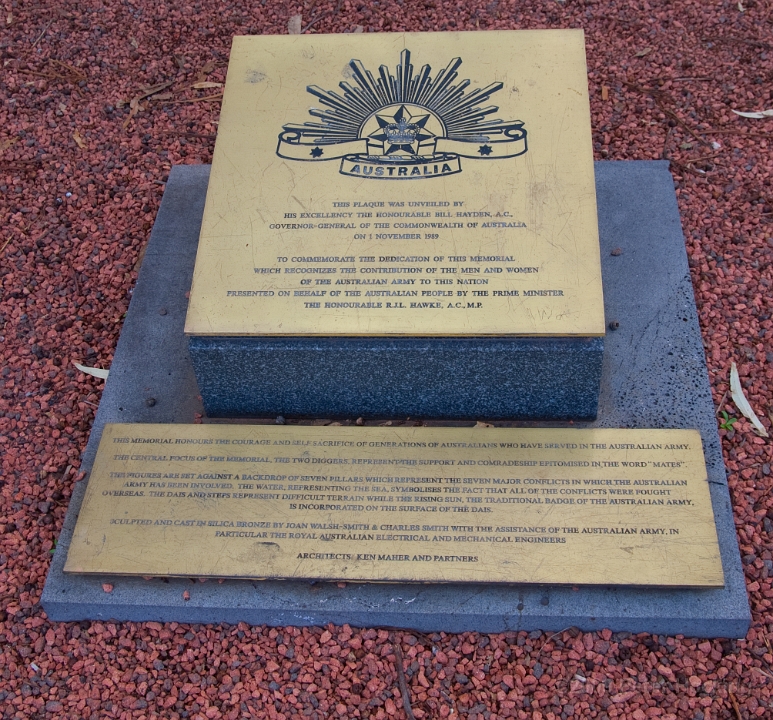 AUSTRALIA
THIS PLAQUE WAS UNVEILED BY
HIS EXCELLENCY THE HONOURABLE BILL HAYDEN, A.C.,
GOVERNOR-GENERAL OF THE COMMONWEALTH OF AUSTRALIA
ON 1 NOVEMBER 1989
TO COMMEMORATE THE DEDICATION OF THIS MEMORIAL
WHICH RECOGNIZES THE CONTRIBUTION OF THE MEN AND WOMEN
OF THE AUSTRALIAN ARMY TO THIS NATION
PRESENTED ON BEHALF OF THE AUSTRALIAN PEOPLE BY THE PRIME MINISTER
THE HONOURABLE R.J.L. HAWKE, A.C., M.P.
THIS MEMORIAL HONOURS THE COURAGE AND SELF SACRIFICE OF GENERATIONS OF AUSTRALIANS WHO HAVE SERVED IN THE AUSTRALIAN ARMY.
THE CENTRAL FOCUS OF THE MEMORIAL, THE TWO DIGGERS, REPRESENT THE SUPPORT AND COMRADESHIP EPITOMISED IN THE WORD "MATES".
THE FIGURES ARE SET AGAINST A BACKDROP OF SEVEN PILLARS WHICH REPRESENT THE SEVEN MAJOR CONFLICTS IN WHICH THE AUSTRALIAN
ARMY HAS BEEN INVOLVED. THE WATER, REPRESENTING THE SEA, SYMBOLISES THE FACT THAT ALL OF THE CONFLICTS WERE FOUGHT
OVERSEAS. THE DAIS AND STEPS REPRESENT DIFFICULT TERRAIN WHILE THE RISING SUN, THE TRADITIONAL BADGE OF THE AUSTRALIAN ARMY,
IS INCORPORATED ON THE SURFACE OF THE DAIS.
SCULPTED AND CAST IN SILICA BRONZE BY JOAN WALSH-SMITH & CHARLES SMITH WITH THE ASSISTANCE OF THE AUSTRALIAN ARMY, IN
PARTICULAR THE ROYAL AUSTRALIAN ELECTRICAL AND MECHANICAL ENGINEERS
ARCHITECTS: KEN MAHER AND PARTNERS